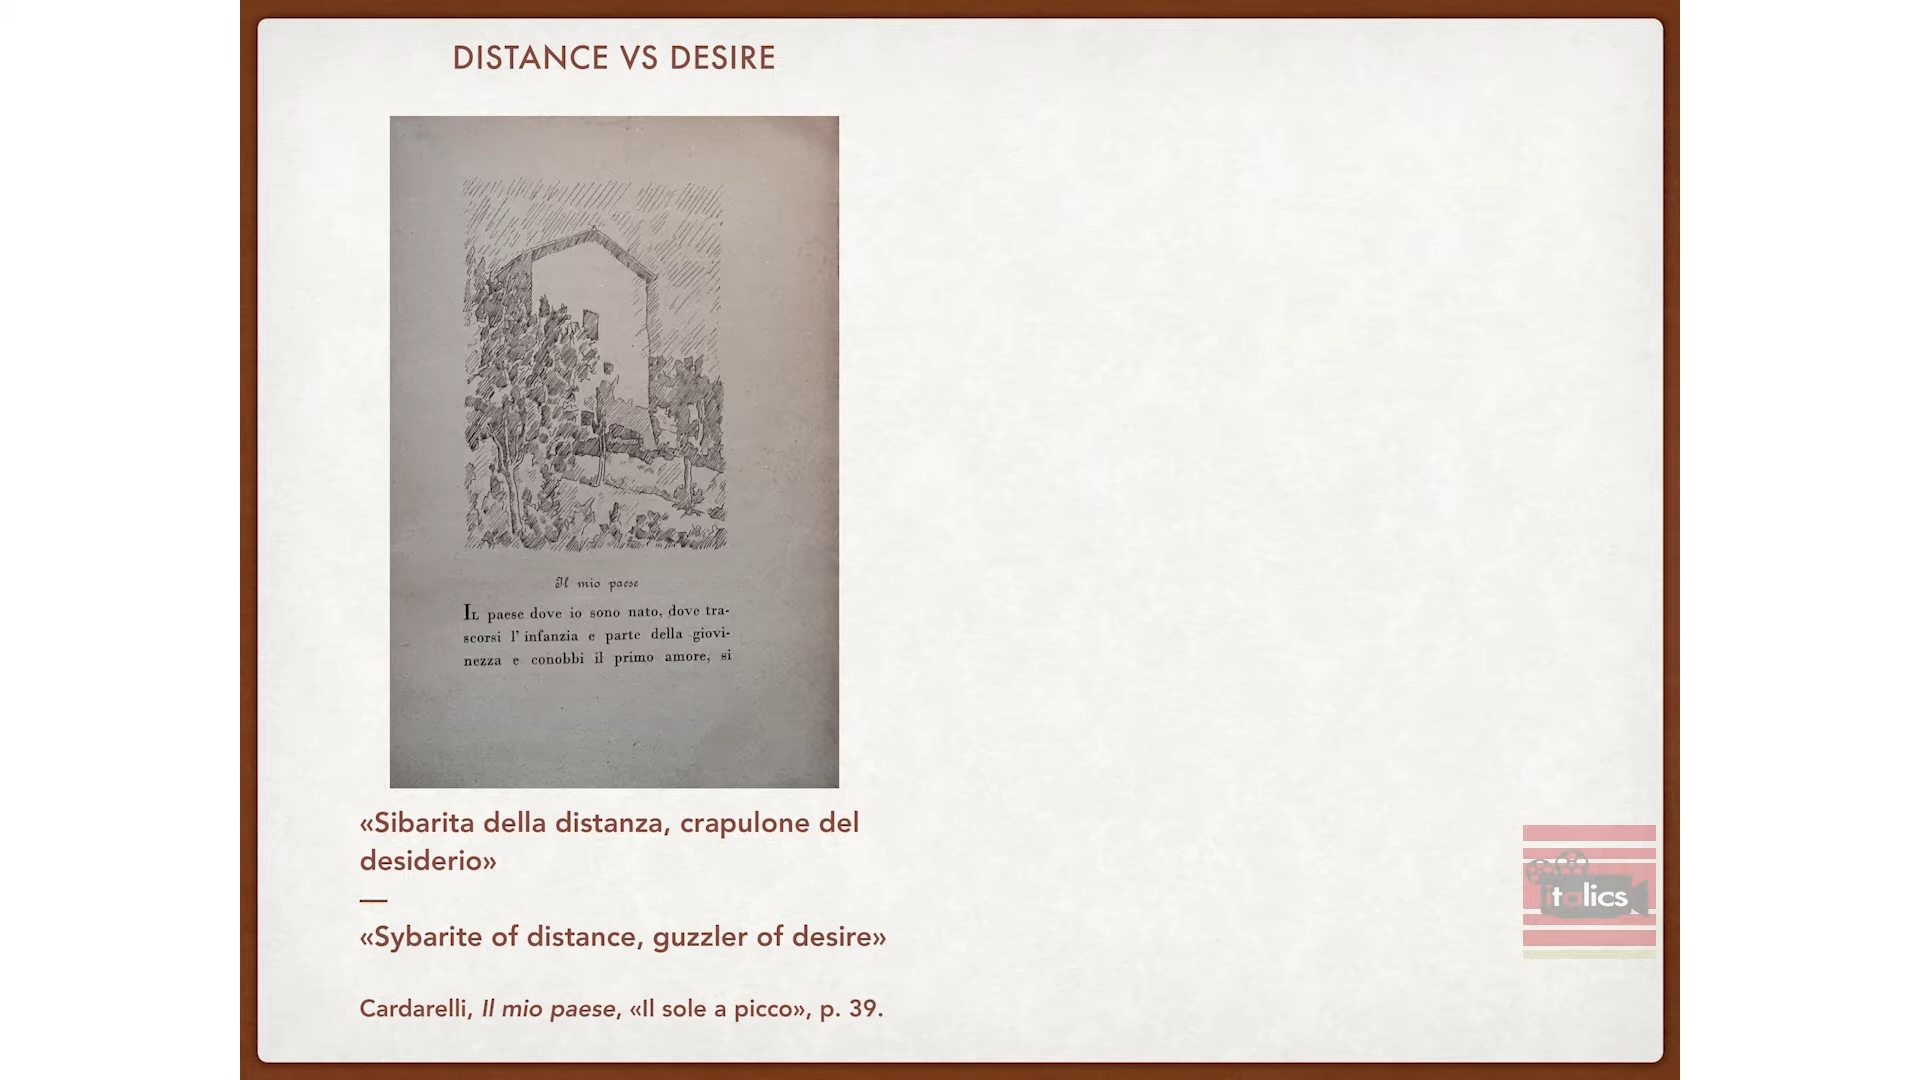 DISTANCE VS DESIRE
Il mio paese
IL paese dove io sono nato, dove tra-
scorsi l' infanzia e parte della giovi-
nezza e conobbi il primo amore, si
«Sibarita della distanza, crapulone del
desiderio»
—
«Sybarite of distance, guzzler of desire»
Cardarelli, Il mio paese, «Il sole a picco», p. 39.
italics